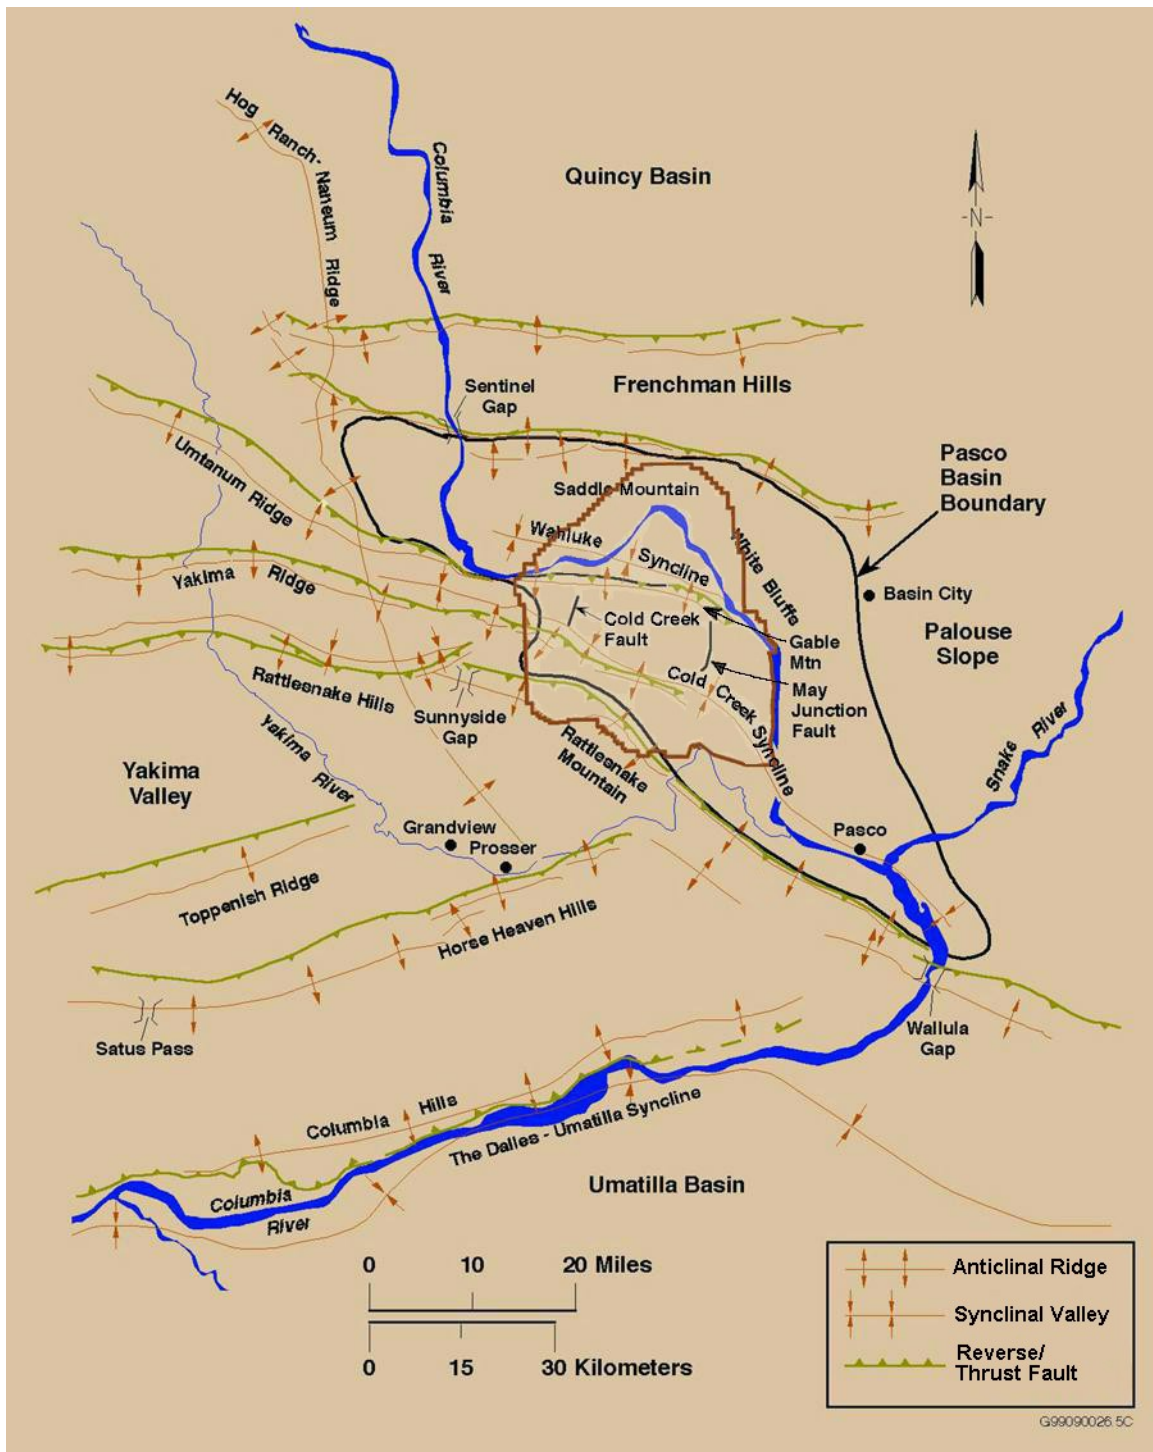 Hog Ranch-Naneum Ridge
Columbia River
Quincy Basin
-N-
Sentinel
Gap
Frenchman Hills
Pasco
Basin
Boundary
Umtanum Ridge
Saddle Mountain
Wahluke Syncline
White Bluffs
Yakima Ridge
Basin City
Cold Creek
Fault
Gable
Mtn
Palouse
Slope
Rattlesnake Hills
Cold Creek Syncline
May
Junction
Fault
Sunnyside
Gap
Yakima River
Rattlesnake
Mountain
Snake River
Yakima
Valley
Grandview
Prosser
Pasco
Toppenish Ridge
Horse Heaven Hills
Satus Pass
Wallula
Gap
Columbia Hills
The Dalles - Umatilla Syncline
Columbia
River
Umatilla Basin
0 10 20 Miles
0 15 30 Kilometers
Anticlinal Ridge
Synclinal Valley
Reverse/
Thrust Fault
G99090026.5C